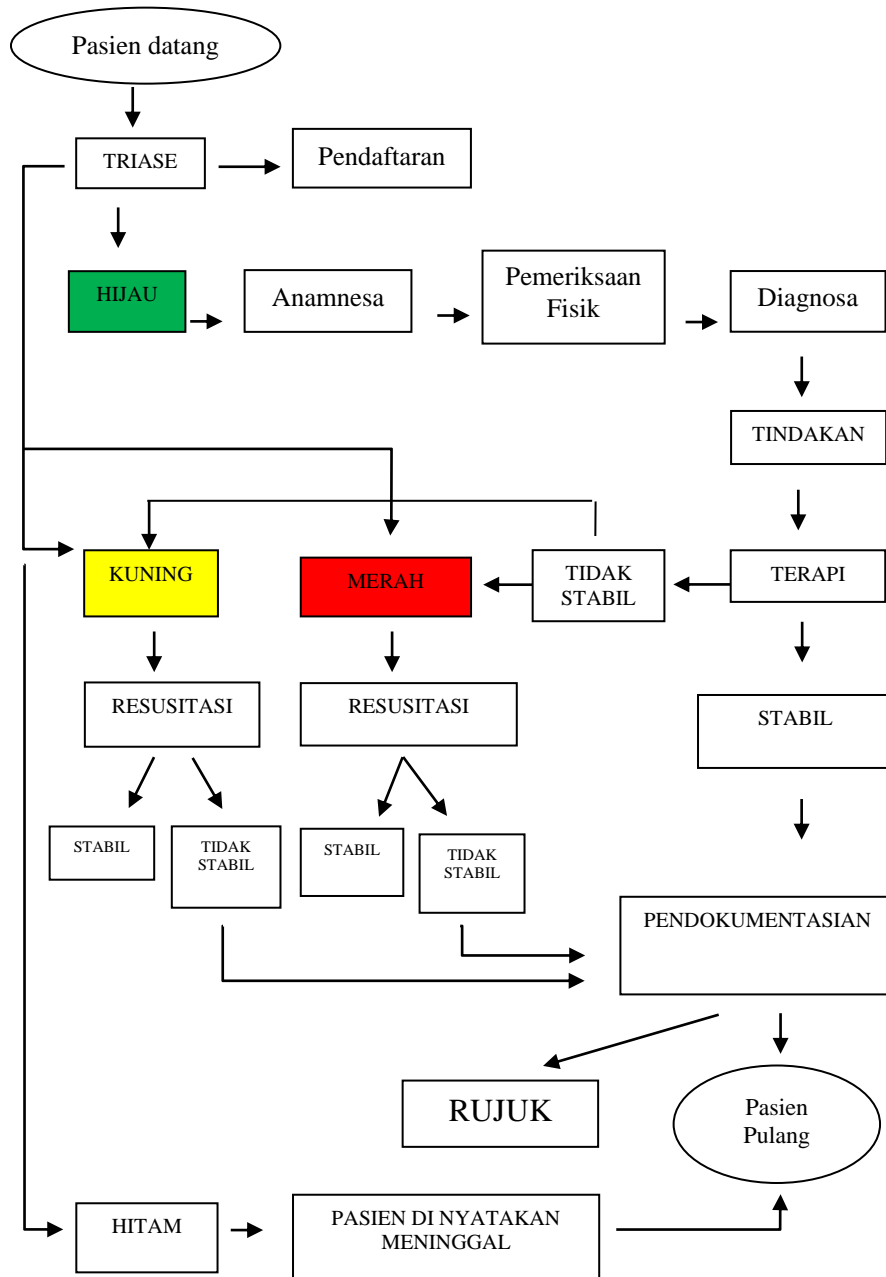 Pasien datang
TRIASE
Pendaftaran
HIJAU
Anamnesa
Pemeriksaan
Fisik
Diagnosa
TINDAKAN
KUNING
MERAH
TIDAK
STABIL
TERAPI
RESUSITASI
RESUSITASI
STABIL
STABIL
TIDAK
STABIL
STABIL
TIDAK
STABIL
PENDOKUMENTASIAN
RUJUK
Pasien
Pulang
HITAM
PASIEN DI NYATAKAN
MENINGGAL